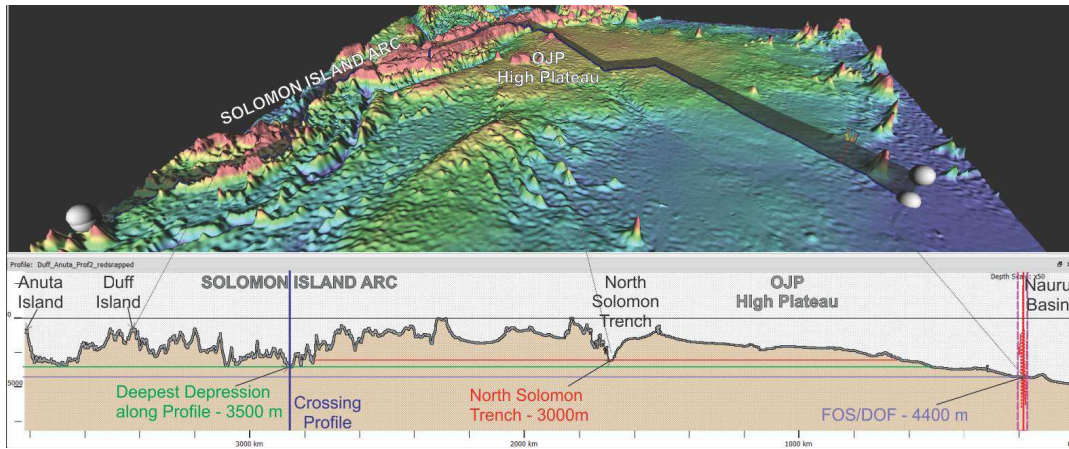 SOLOMON ISLAND ARC
OJP
High Plateau
Profile: Duff_Anuta_Prof2_redsrapped
Anuta
Island
Duff
Island
SOLOMON ISLAND ARC
North
Solomon
Trench
OJP
High Plateau
Nauru
Basin
5000
Deepest Depression
along Profile - 3500 m
Crossing
Profile
North Solomon
Trench - 3000m
FOS/DOF - 4400 m
3000 km
2000 km
1000 km